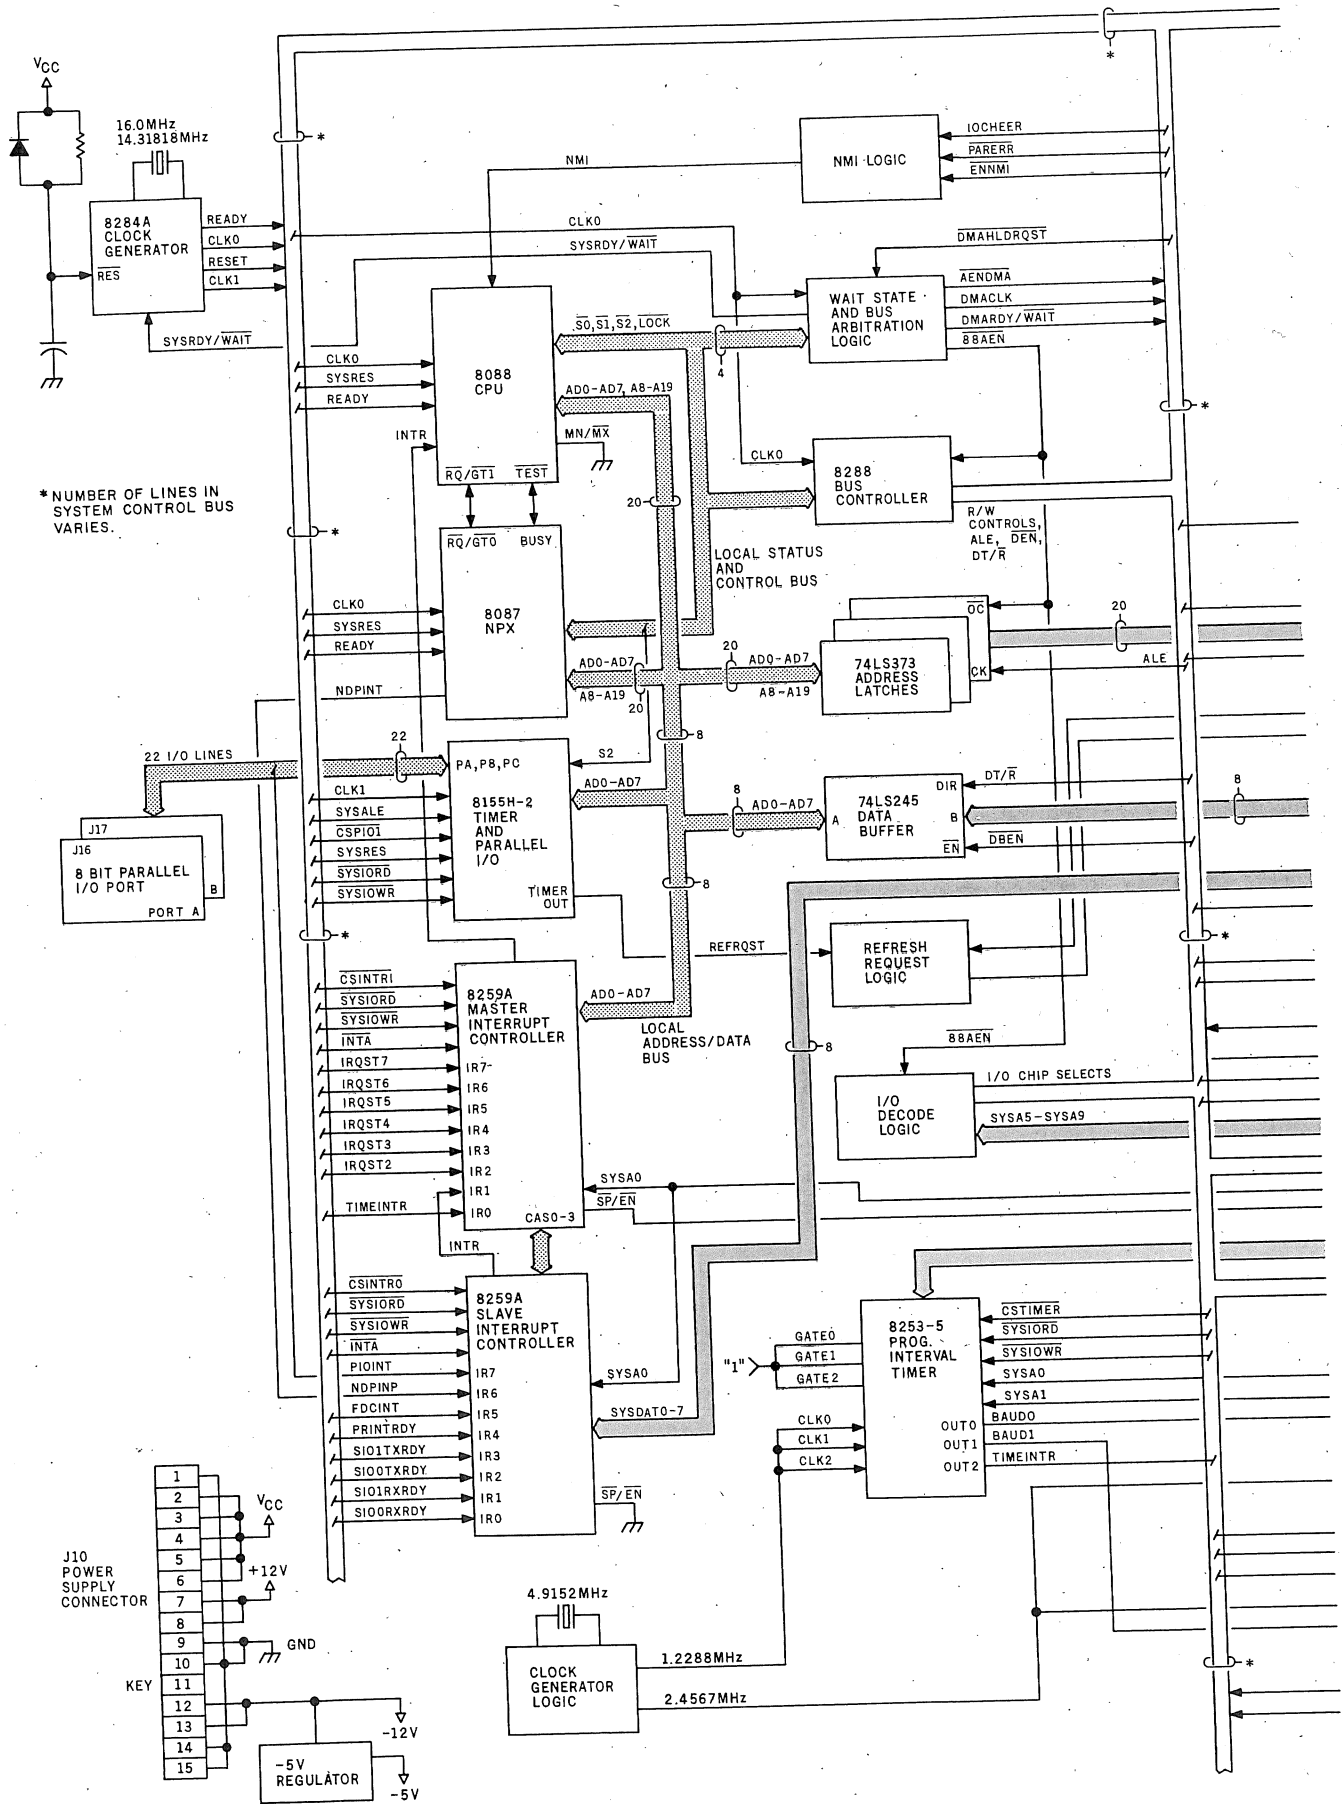 *
VCC
16.0MHz
14.31818MHz
*
8284A
CLOCK
GENERATOR
RES
READY
CLK0
RESET
CLK1
SYSRDY/WAIT
NMI
NMI LOGIC
IOCHEER
PARERR
ENNMI
CLK0
SYSRDY/WAIT
DMAHLDRQST
WAIT STATE
AND BUS
ARBITRATION
LOGIC
AENDMA
DMACLK
DMARDY/WAIT
88AEN
S0,S1,S2,LOCK
4
CLK0
SYSRES
READY
INTR
8088
CPU
AD0-AD7, A8-A19
MN/MX
RQ/GT1
TEST
*
CLK0
8288
BUS
CONTROLLER
R/W
CONTROLS,
ALE, DEN,
DT/R
* NUMBER OF LINES IN
SYSTEM CONTROL BUS
VARIES.
*
20
RQ/GT0
BUSY
8087
NPX
CLK0
SYSRES
READY
NDPINT
LOCAL STATUS
AND
CONTROL BUS
AD0-AD7
A8-A19
20
20
AD0-AD7
A8-A19
74LS373
ADDRESS
LATCHES
OC
CK
20
ALE
8
22 I/O LINES
22
PA,PB,PC
8155H-2
TIMER
AND
PARALLEL
I/O
TIMER
OUT
S2
AD0-AD7
CLK1
SYSALE
CSPIO1
SYSRES
SYSIORD
SYSIOWR
J17
J16
8 BIT PARALLEL
I/O PORT
B
PORT A
8
AD0-AD7
A
74LS245
DATA
BUFFER
DIR
B
EN
DT/R
DBEN
8
8
*
REFRQST
REFRESH
REQUEST
LOGIC
*
CSINTR1
SYSIORD
SYSIOWR
INTA
IRQST7
IRQST6
IRQST5
IRQST4
IRQST3
IRQST2
TIMEINTR
8259A
MASTER
INTERRUPT
CONTROLLER
IR7
IR6
IR5
IR4
IR3
IR2
IR1
IR0
CAS0-3
AD0-AD7
LOCAL
ADDRESS/DATA
BUS
8
88AEN
I/O
DECODE
LOGIC
I/O CHIP SELECTS
SYSA5-SYSA9
SYSA0
SP/EN
INTR
CSINTR0
SYSIORD
SYSIOWR
INTA
PIOINT
NDPINP
FDCINT
PRINTRDY
SIO1TXRDY
SIO0TXRDY
SIO1RXRDY
SIO0RXRDY
8259A
SLAVE
INTERRUPT
CONTROLLER
IR7
IR6
IR5
IR4
IR3
IR2
IR1
IR0
SYSA0
SYSDAT0-7
SP/EN
"1"
GATE0
GATE1
GATE2
CLK0
CLK1
CLK2
8253-5
PROG.
INTERVAL
TIMER
OUT0
OUT1
OUT2
CSTIMER
SYSIORD
SYSIOWR
SYSA0
SYSA1
BAUD0
BAUD1
TIMEINTR
J10
POWER
SUPPLY
CONNECTOR
KEY
1
2
3
4
5
6
7
8
9
10
11
12
13
14
15
VCC
+12V
GND
-12V
-5V
REGULATOR
-5V
4.9152MHz
CLOCK
GENERATOR
LOGIC
1.2288MHz
2.4567MHz
*